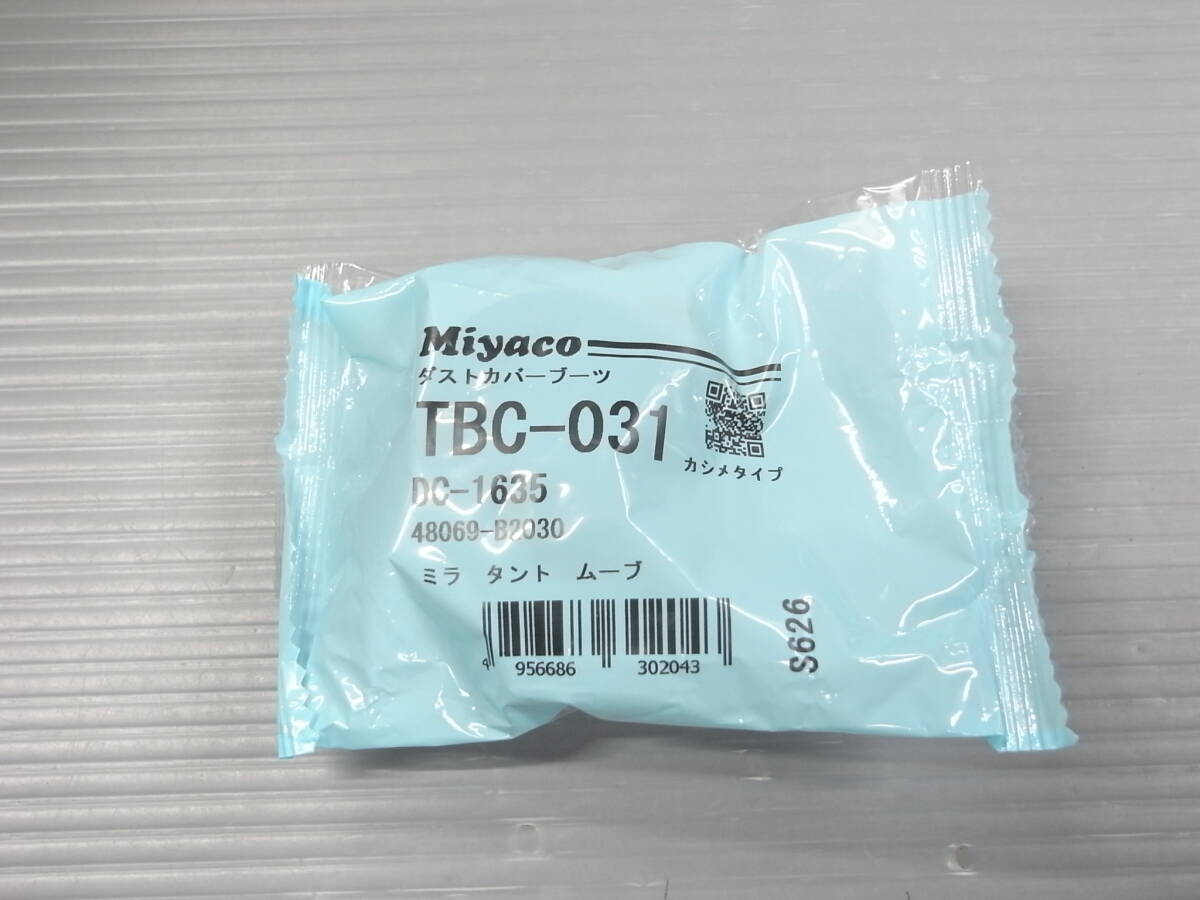 Miyaco
ダストカバーブーツ
TBC-031
カシメタイプ
DC-1635
48069-B2030
ミラ タント ムーブ
4 956686 302043
S626